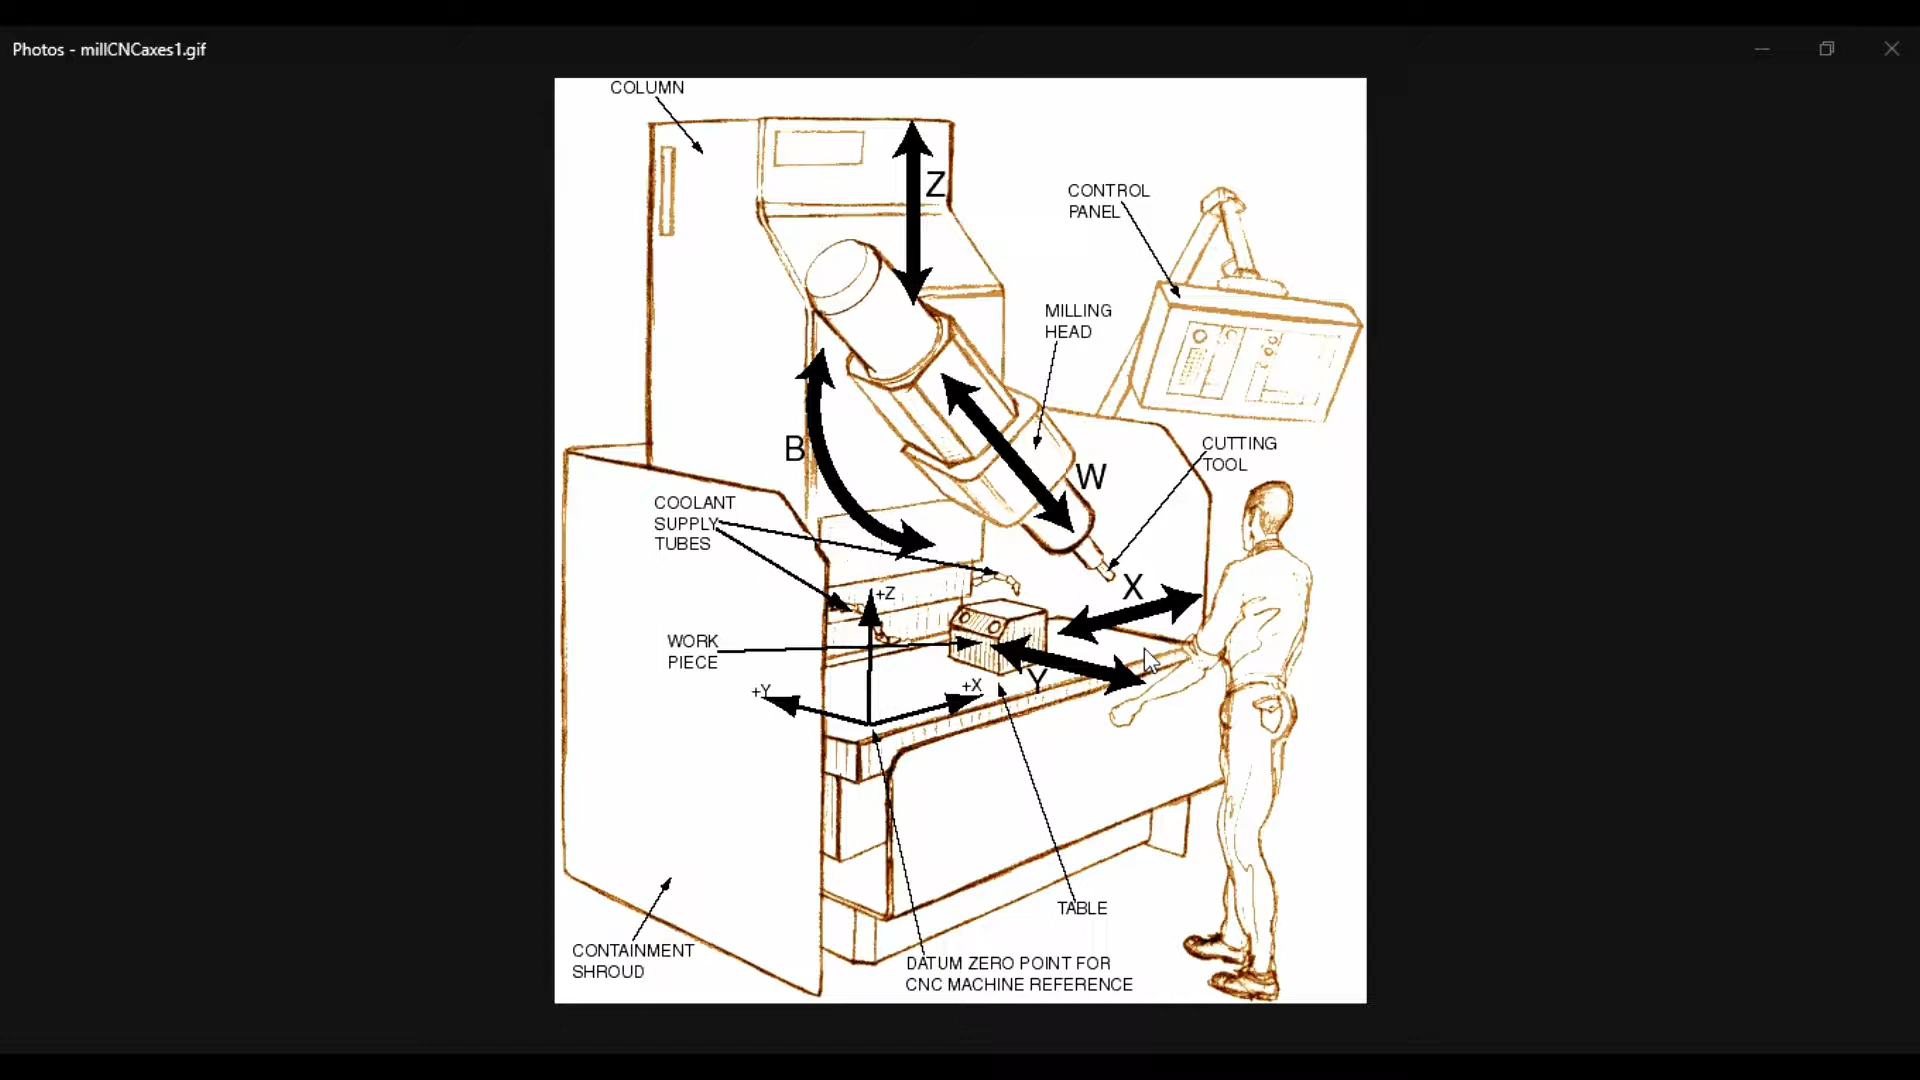 Photos - millCNCaxes1.gif
COLUMN
Z
CONTROL
PANEL
MILLING
HEAD
B
W
CUTTING
TOOL
COOLANT
SUPPLY
TUBES
X
+Z
WORK
PIECE
+Y
+X
Y
TABLE
CONTAINMENT
SHROUD
DATUM ZERO POINT FOR
CNC MACHINE REFERENCE